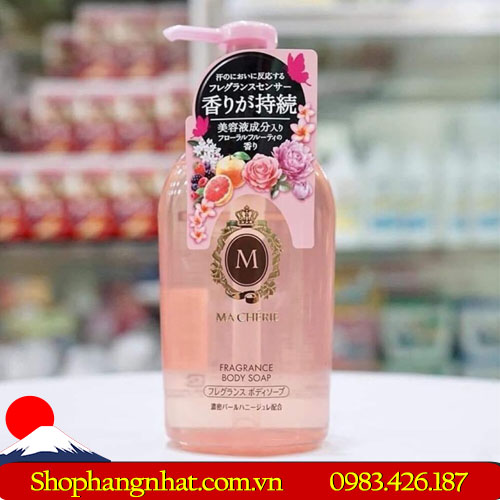 汗のにおいに反応する
フレグランスセンサー
香りが持続
美容液成分入り
フローラルフルーティの
香り
M
MA CHERIE
FRAGRANCE
BODY SOAP
フレグランス ボディソープ
濃密パールハニージュレ配合
Shophangnhat.com.vn 0983.426.187